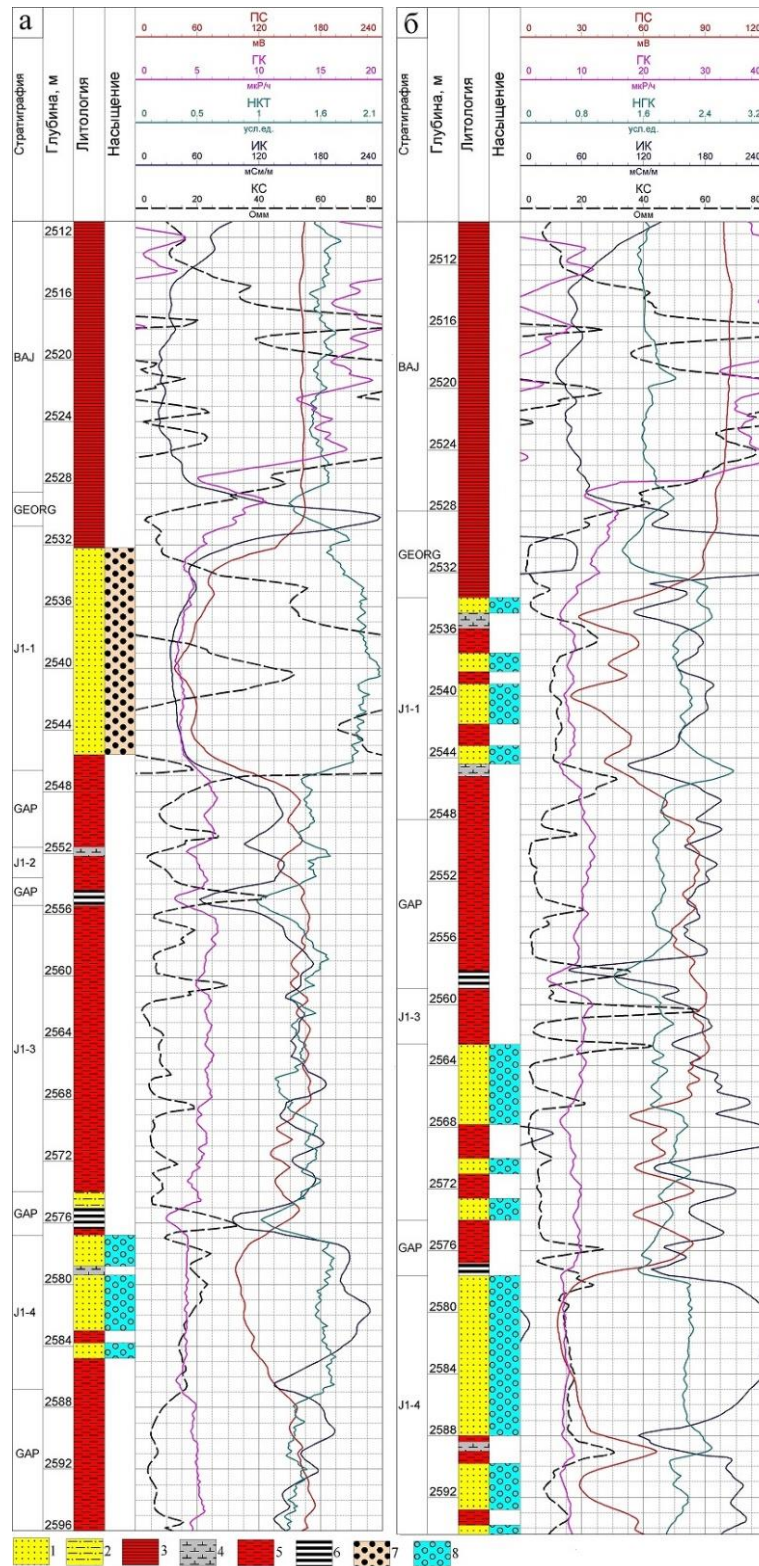 а
Стратиграфия
Глубина, м
Литология
Насыщение
ПС
0 120 240
мВ
ГК
0 5 10 15 20
мкР/ч
НКТ
0 0.5 1.6 2.1
усл.ед.
ИК
0 60 120 180 240
мСм/м
КС
0 20 40 60 80
Омм
BAJ
GEORG
J1-1
GAP
J1-2
GAP
J1-3
GAP
J1-4
GAP
2512
2516
2520
2524
2528
2532
2536
2540
2544
2548
2552
2556
2560
2564
2568
2572
2576
2580
2584
2588
2592
2596
б
Стратиграфия
Глубина, м
Литология
Насыщение
ПС
0 30 60 90 120
мВ
ГК
0 10 20 30 40
мкР/ч
НГК
0 0.8 1.6 2.4 3.2
усл.ед.
ИК
0 60 120 180 240
мСм/м
КС
0 20 40 60 80
Омм
BAJ
GEORG
J1-1
GAP
J1-3
GAP
J1-4
2512
2516
2520
2524
2528
2532
2536
2540
2544
2548
2552
2556
2560
2564
2568
2572
2576
2580
2584
2588
2592
1 2 3 4 5 6 7 8